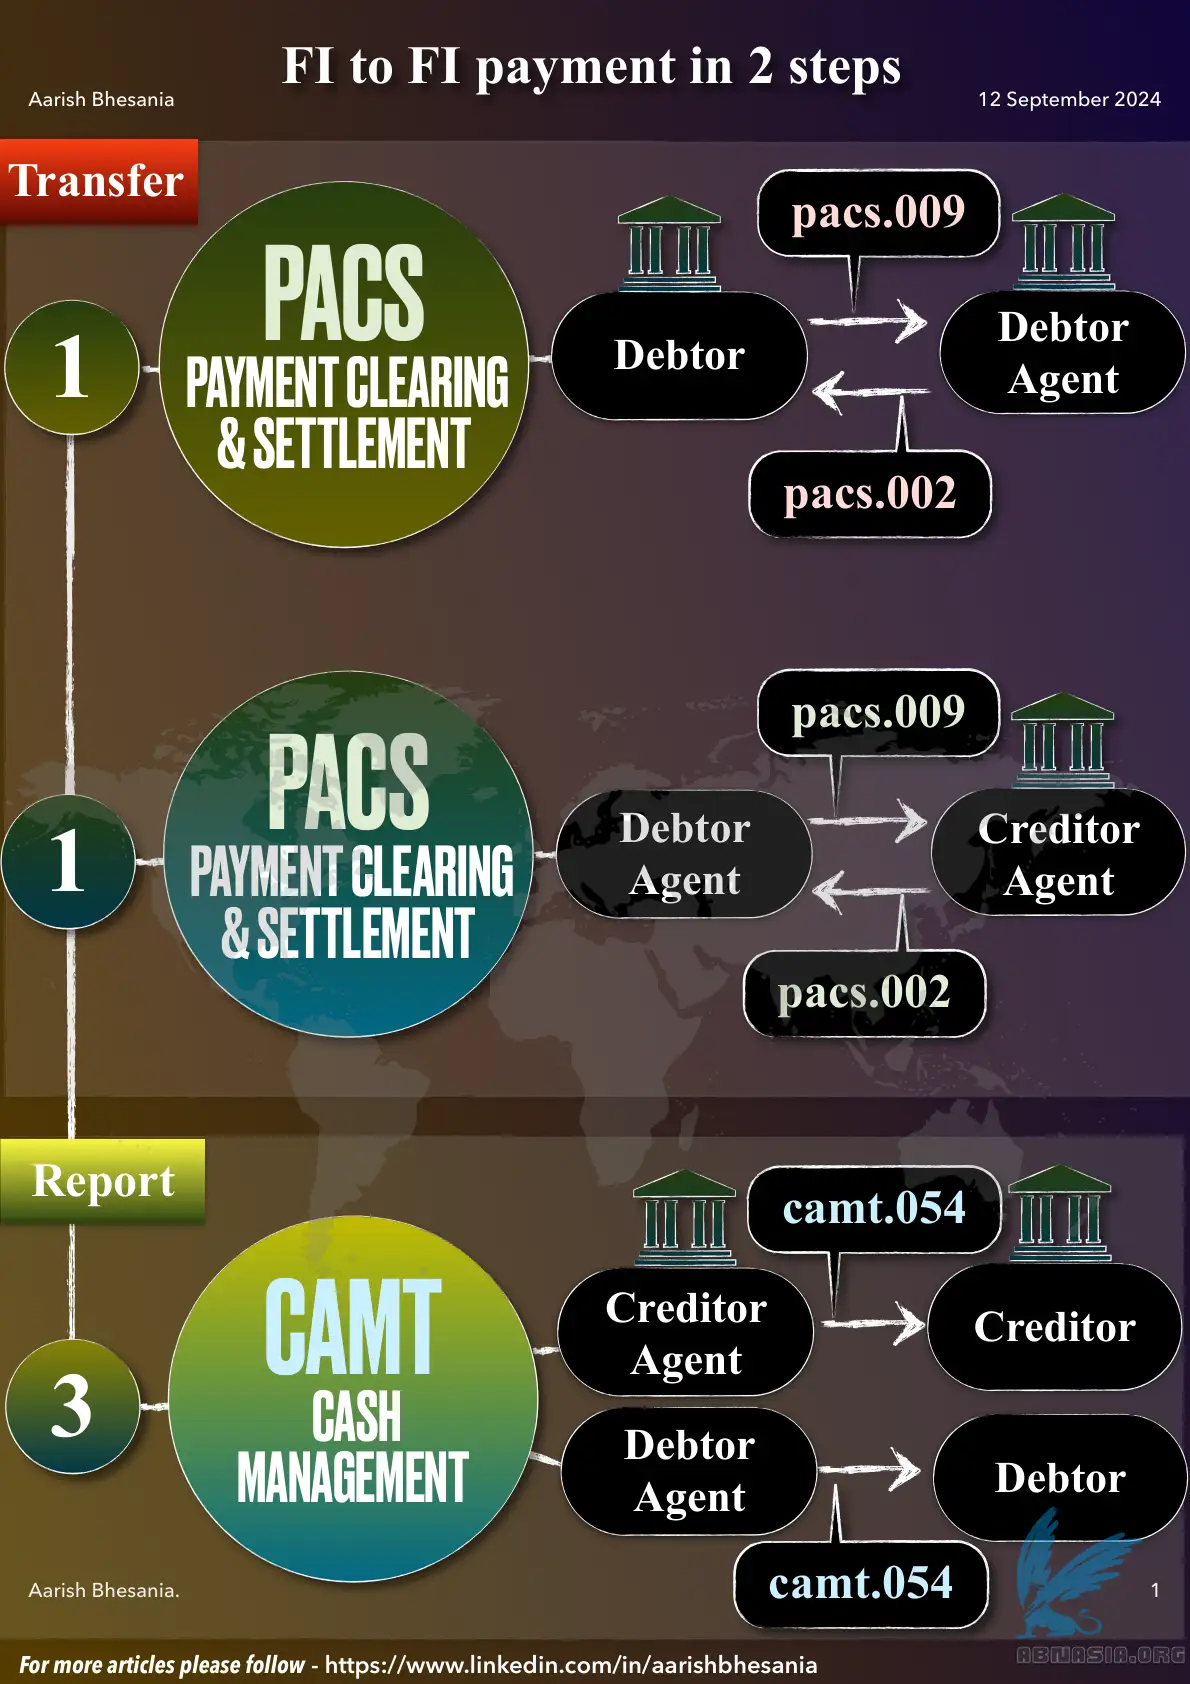 FI to FI payment in 2 steps
Aarish Bhesania
12 September 2024
Transfer
1
PACS
PAYMENT CLEARING
& SETTLEMENT
Debtor
pacs.009
Debtor
Agent
pacs.002
1
PACS
PAYMENT CLEARING
& SETTLEMENT
Debtor
Agent
pacs.009
Creditor
Agent
pacs.002
Report
3
CAMT
CASH
MANAGEMENT
Creditor
Agent
camt.054
Creditor
Debtor
Agent
Debtor
camt.054
Aarish Bhesania.
1
ABNASIA.ORG
For more articles please follow - https://www.linkedin.com/in/aarishbhesania